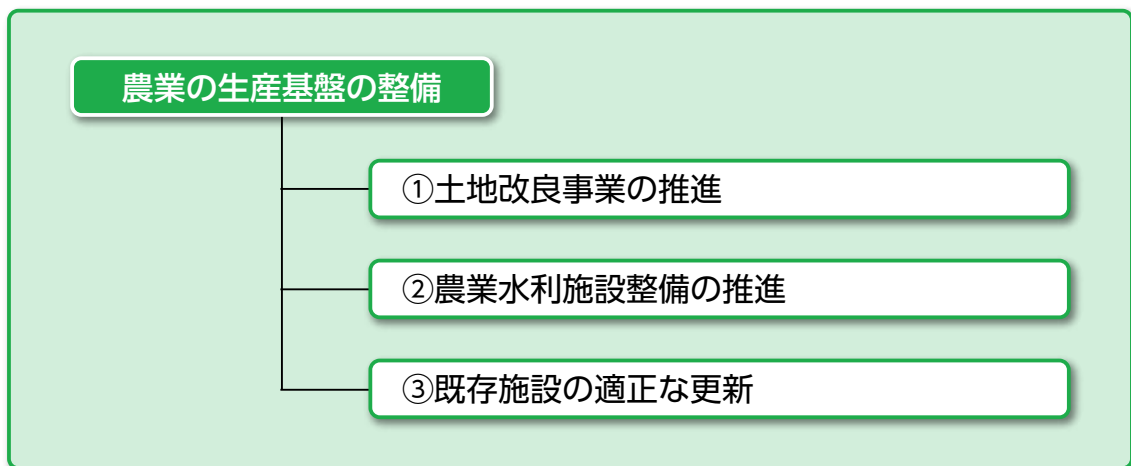 農業の生産基盤の整備
①土地改良事業の推進
②農業水利施設整備の推進
③既存施設の適正な更新